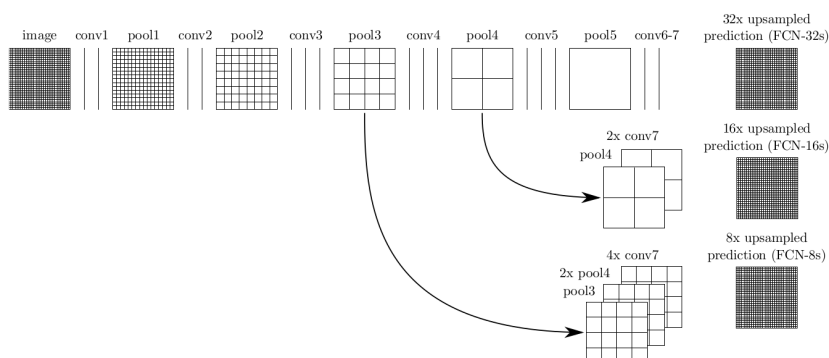 image conv1 pool1 conv2 pool2 conv3 pool3 conv4 pool4 conv5 pool5 conv6-7
32x upsampled
prediction (FCN-32s)
2x conv7
pool4
16x upsampled
prediction (FCN-16s)
4x conv7
2x pool4
pool3
8x upsampled
prediction (FCN-8s)